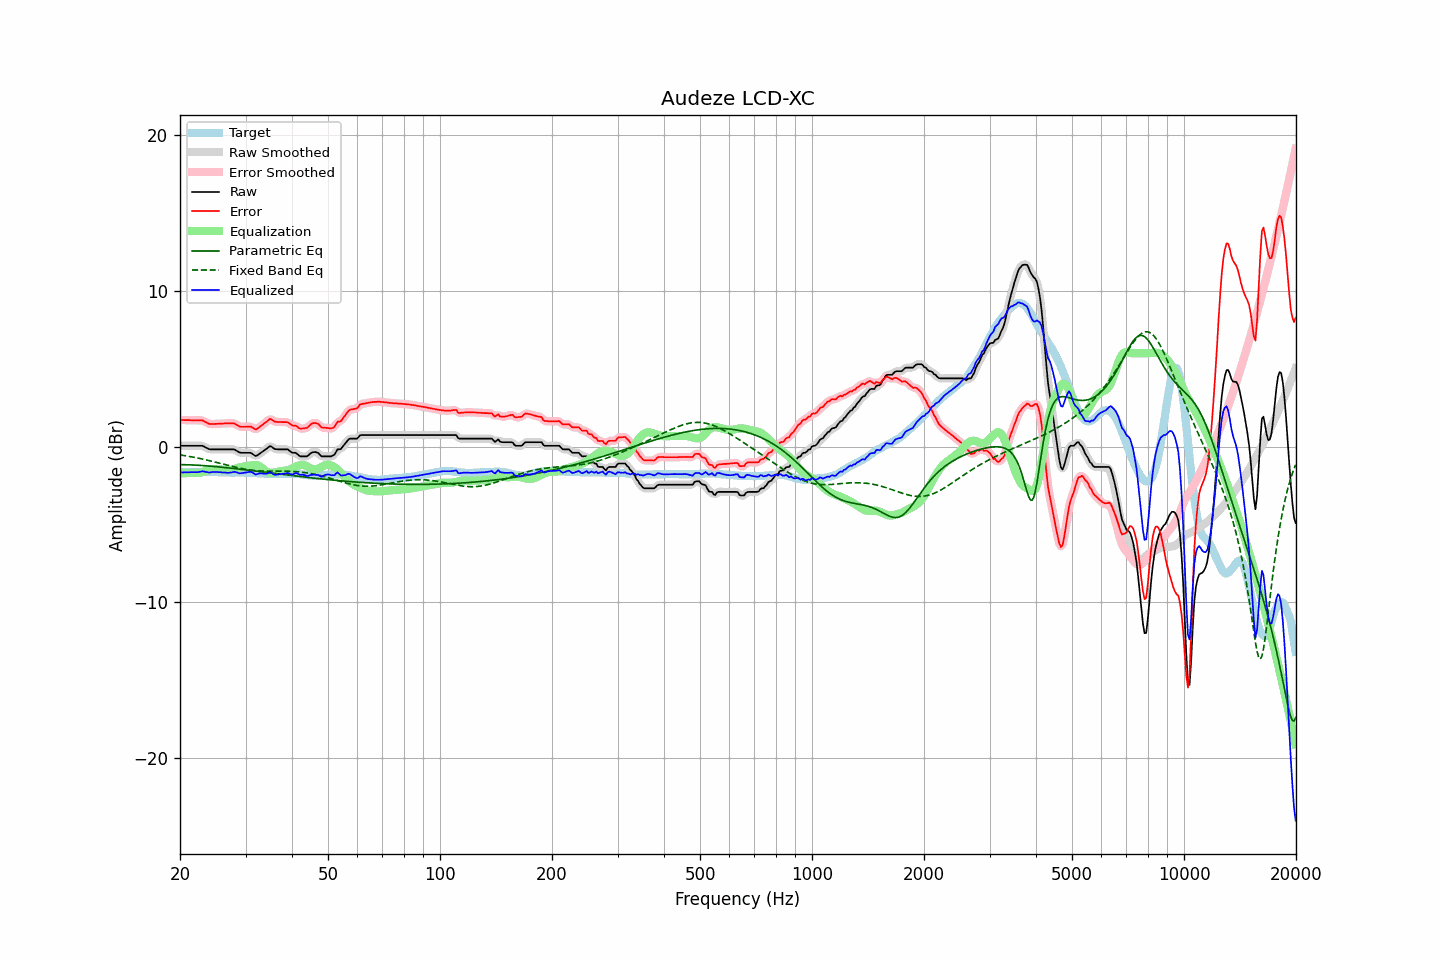 Audeze LCD-XC
Target
Raw Smoothed
Error Smoothed
Raw
Error
Equalization
Parametric Eq
Fixed Band Eq
Equalized
Amplitude (dBr)
20
10
0
−10
−20
20 50 100 200 500 1000 2000 5000 10000 20000
Frequency (Hz)